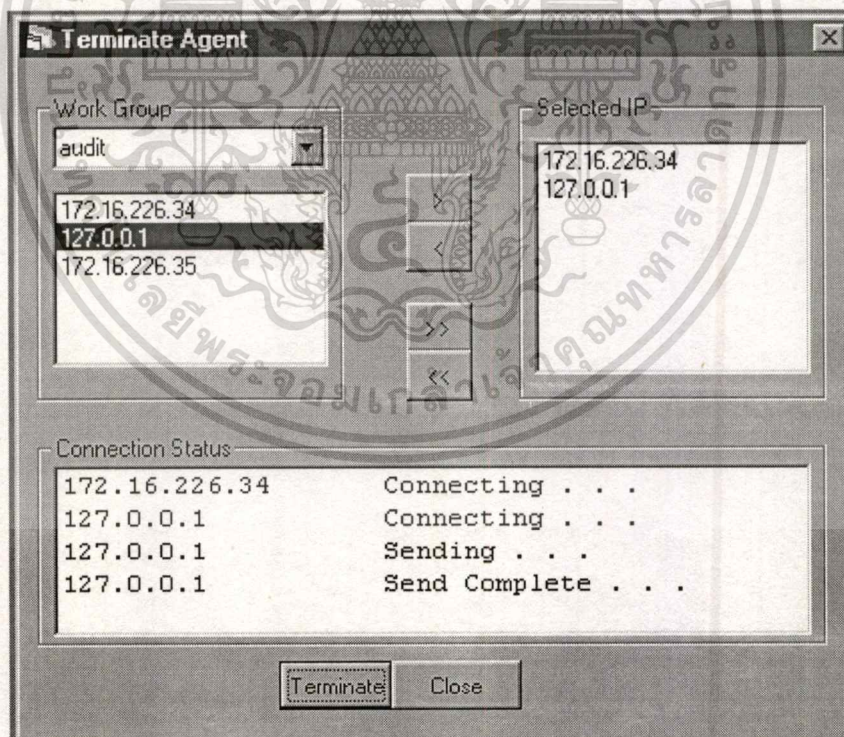 Terminate Agent
Work Group
audit
172.16.226.34
127.0.0.1
172.16.226.35
>
<
>>
<<
Selected IP
172.16.226.34
127.0.0.1
Connection Status
172.16.226.34 Connecting . . .
127.0.0.1 Connecting . . .
127.0.0.1 Sending . . .
127.0.0.1 Send Complete . . .
Terminate Close